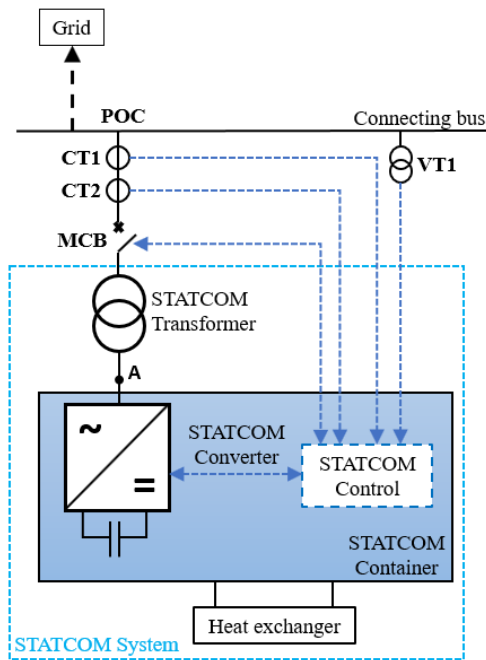 Grid
POC
Connecting bus
CT1
VT1
CT2
MCB
STATCOM
Transformer
A
~
=
STATCOM
Converter
STATCOM
Control
STATCOM
Container
Heat exchanger
STATCOM System